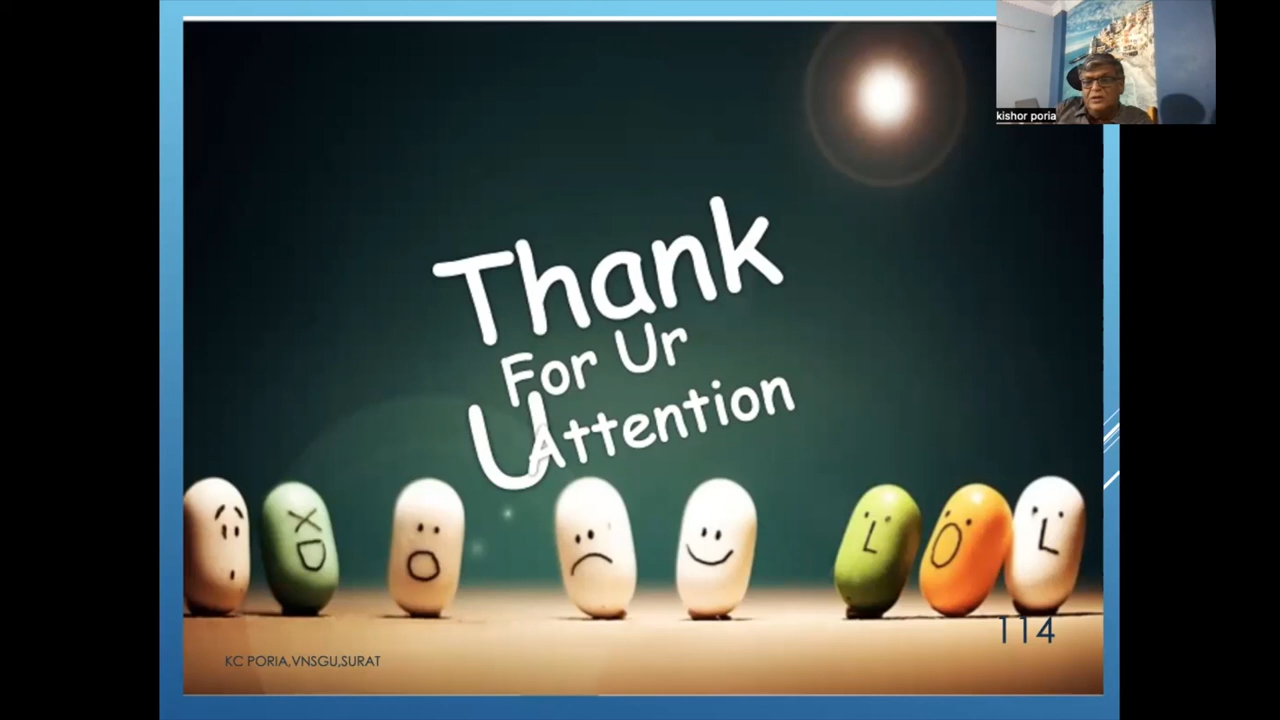 kishor poria
Thank
For Ur
U
Attention
L O L
114
KC PORIA,VNSGU,SURAT